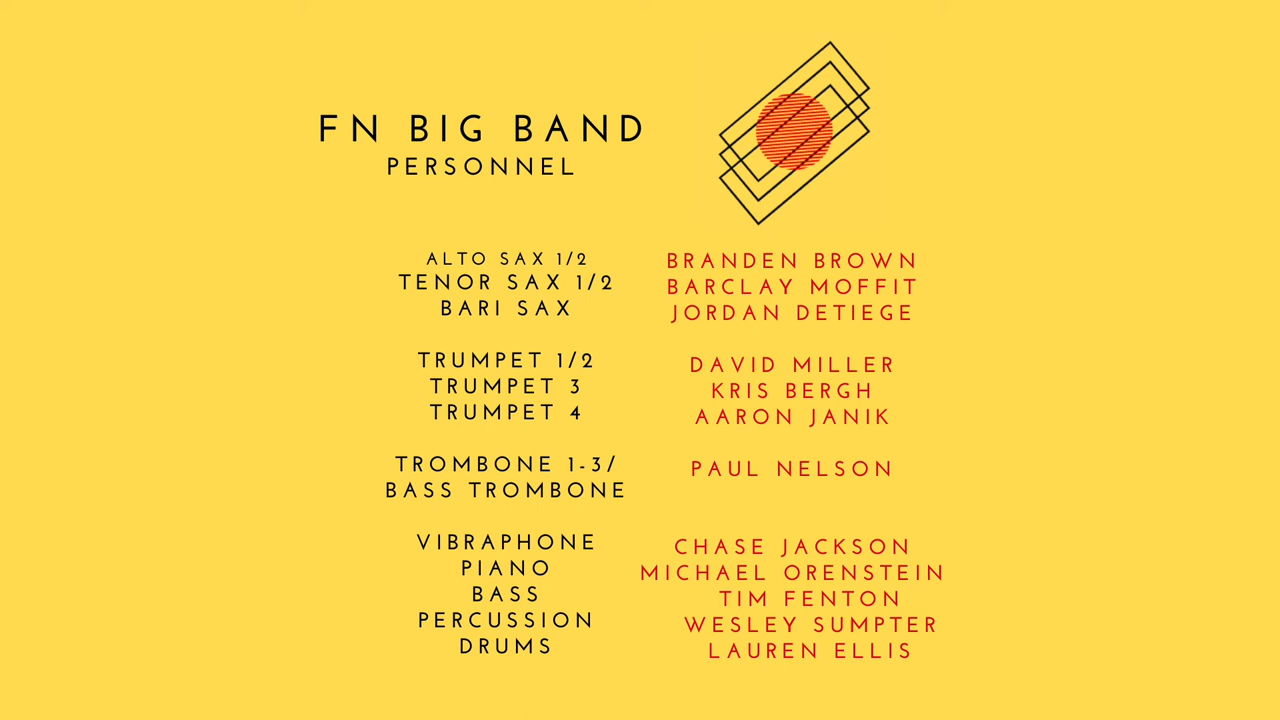 FN BIG BAND
PERSONNEL
ALTO SAX 1/2 BRANDEN BROWN
TENOR SAX 1/2 BARCLAY MOFFIT
BARI SAX JORDAN DETIEGE
TRUMPET 1/2 DAVID MILLER
TRUMPET 3 KRIS BERGH
TRUMPET 4 AARON JANIK
TROMBONE 1-3/ PAUL NELSON
BASS TROMBONE
VIBRAPHONE CHASE JACKSON
PIANO MICHAEL ORENSTEIN
BASS TIM FENTON
PERCUSSION WESLEY SUMPTER
DRUMS LAUREN ELLIS